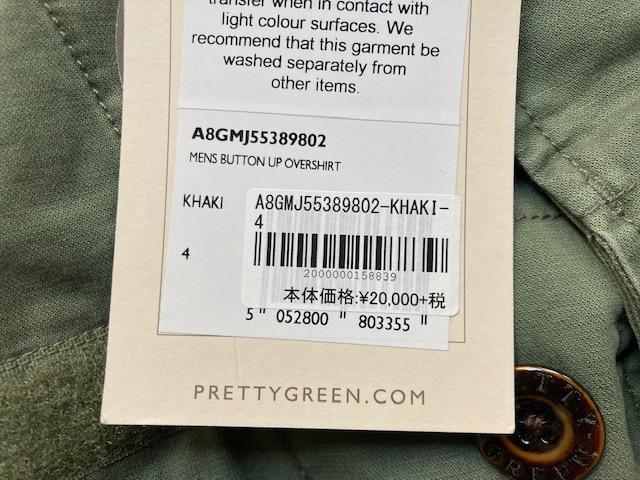 transfer when in contact with
light colour surfaces. We
recommend that this garment be
washed separately from
other items.
A8GMJ55389802
MENS BUTTON UP OVERSHIRT
KHAKI
A8GMJ55389802-KHAKI-
4
4
2000000158839
本体価格:¥20,000+税
5 " 052800 " 803355 "
PRETTYGREEN.COM
GREEN